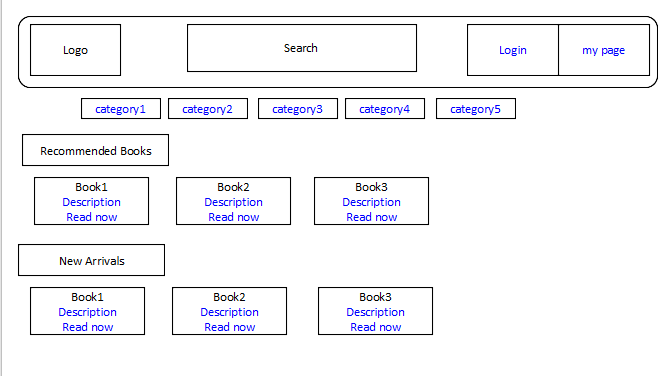 Logo
Search
Login
my page
category1
category2
category3
category4
category5
Recommended Books
Book1
Description
Read now
Book2
Description
Read now
Book3
Description
Read now
New Arrivals
Book1
Description
Read now
Book2
Description
Read now
Book3
Description
Read now